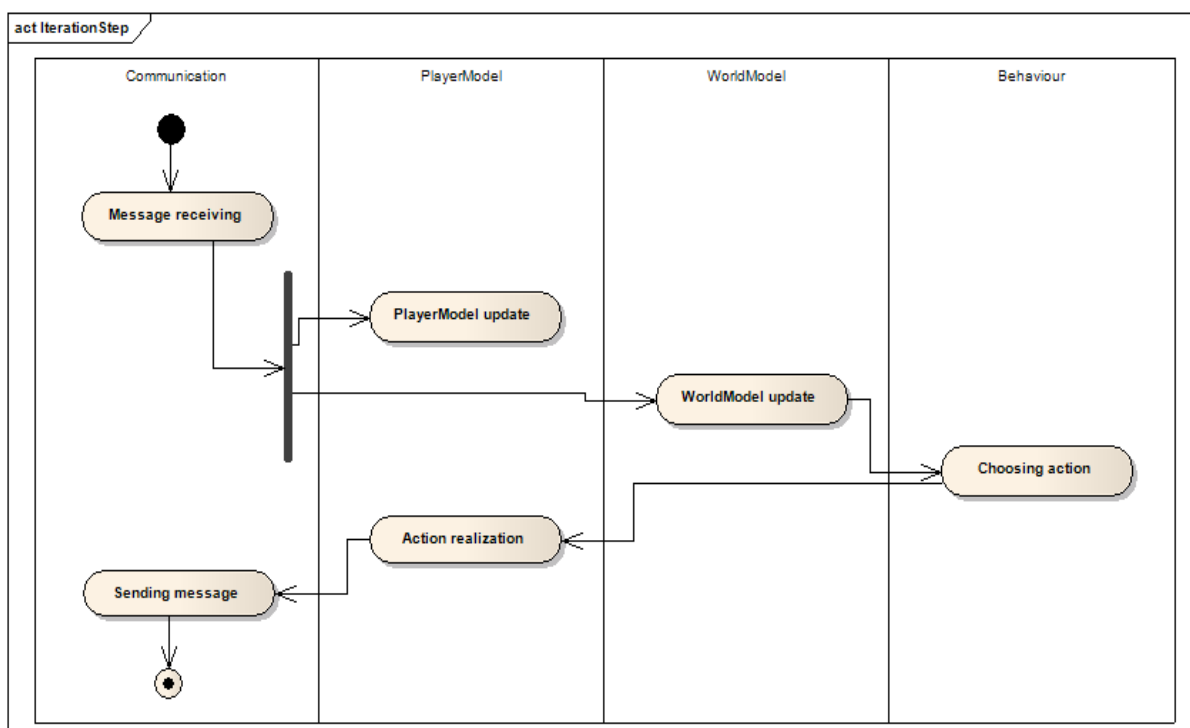 act IterationStep
Communication
PlayerModel
WorldModel
Behaviour
Message receiving
PlayerModel update
WorldModel update
Choosing action
Action realization
Sending message